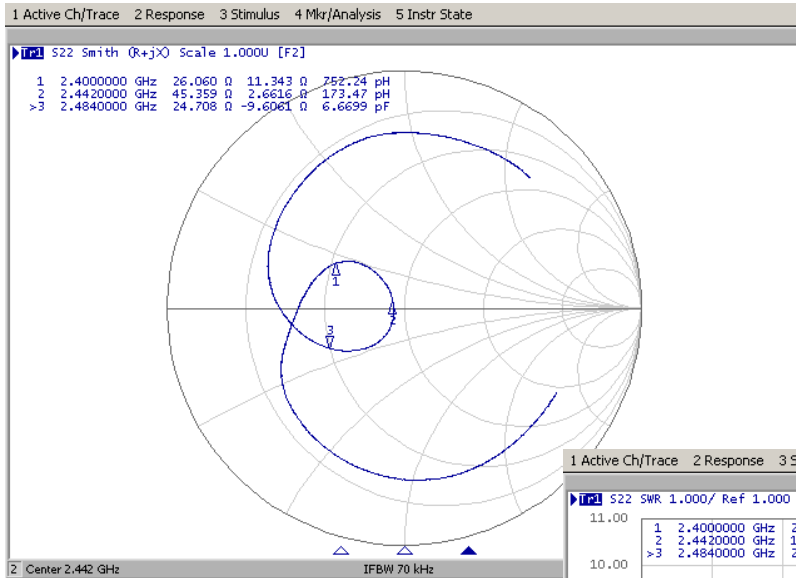 1 Active Ch/Trace 2 Response 3 Stimulus 4 Mkr/Analysis 5 Instr State
Tr1 S22 Smith (R+jX) Scale 1.000U [F2]
1 2.4000000 GHz 26.060 Ω 11.343 Ω 752.24 pH
2 2.4420000 GHz 45.359 Ω 2.6616 Ω 173.47 pH
>3 2.4840000 GHz 24.708 Ω -9.6061 Ω 6.6699 pF
1
2
3
1 Active Ch/Trace 2 Response 3 S
Tr1 S22 SWR 1.000/ Ref 1.000
11.00
1 2.4000000 GHz 2
2 2.4420000 GHz 1
>3 2.4840000 GHz 2
10.00
2 Center 2.442 GHz IFBW 70 kHz